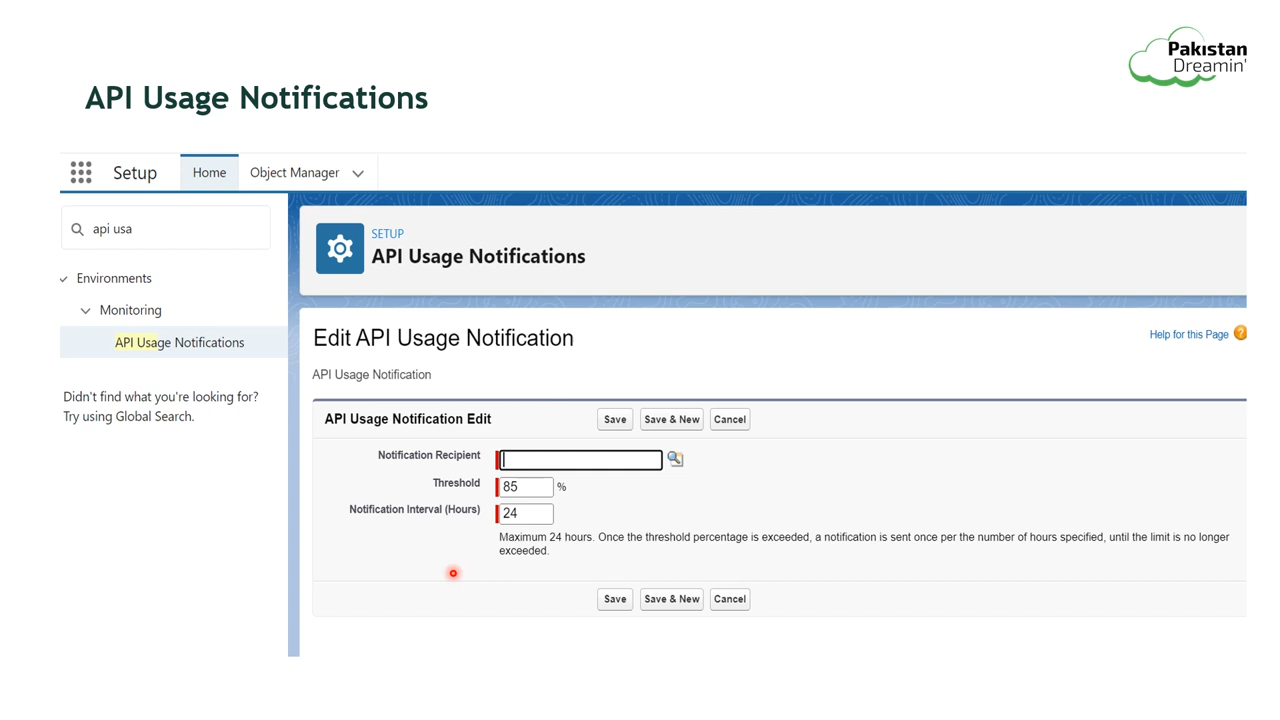 Pakistan
Dreamin'
API Usage Notifications
Setup
Home
Object Manager
api usa
SETUP
API Usage Notifications
Environments
Monitoring
API Usage Notifications
Didn't find what you're looking for?
Try using Global Search.
Edit API Usage Notification
Help for this Page ?
API Usage Notification
API Usage Notification Edit
Save
Save & New
Cancel
Notification Recipient
Threshold
85
%
Notification Interval (Hours)
24
Maximum 24 hours. Once the threshold percentage is exceeded, a notification is sent once per the number of hours specified, until the limit is no longer
exceeded.
Save
Save & New
Cancel